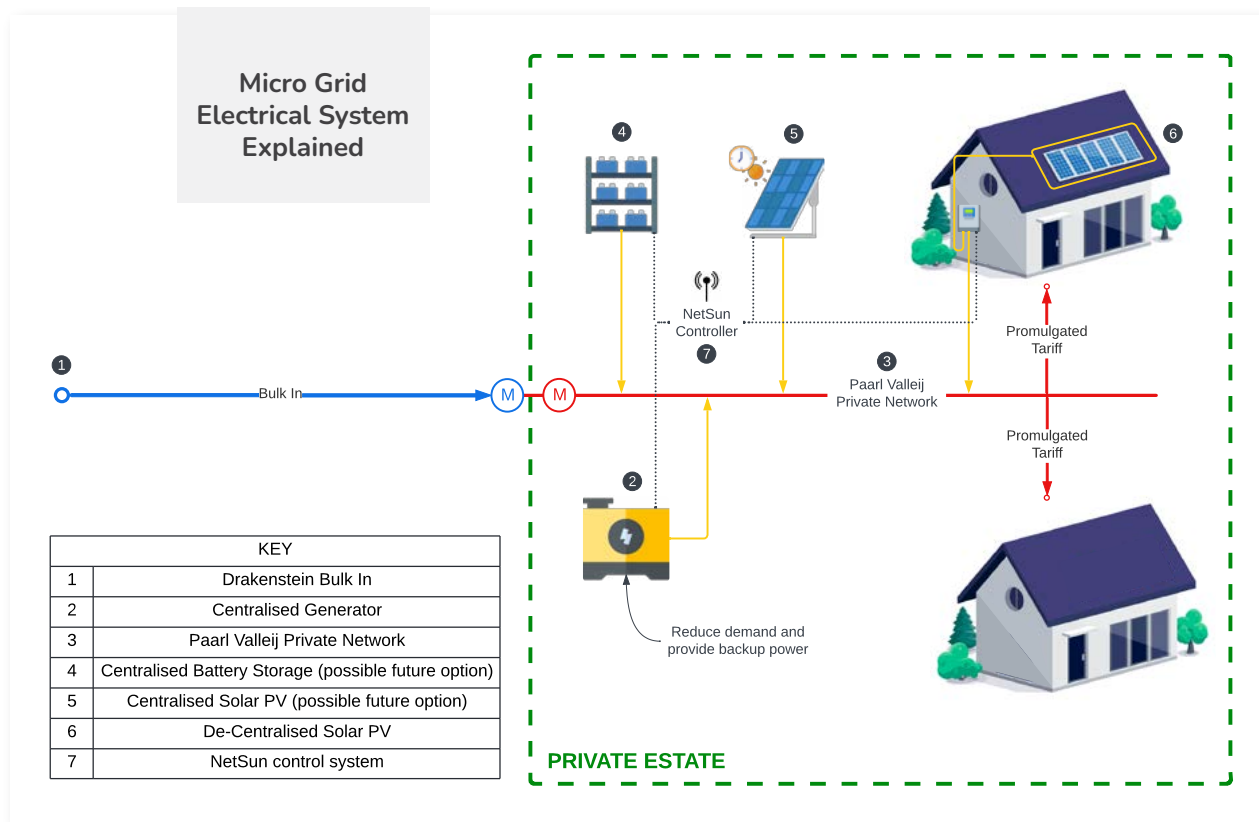 Micro Grid
Electrical System
Explained
4
5
6
NetSun
Controller
7
1
Bulk In
M
M
3
Paarl Valleij
Private Network
Promulgated
Tariff
Promulgated
Tariff
2
Reduce demand and
provide backup power
KEY
1 Drakenstein Bulk In
2 Centralised Generator
3 Paarl Valleij Private Network
4 Centralised Battery Storage (possible future option)
5 Centralised Solar PV (possible future option)
6 De-Centralised Solar PV
7 NetSun control system
PRIVATE ESTATE